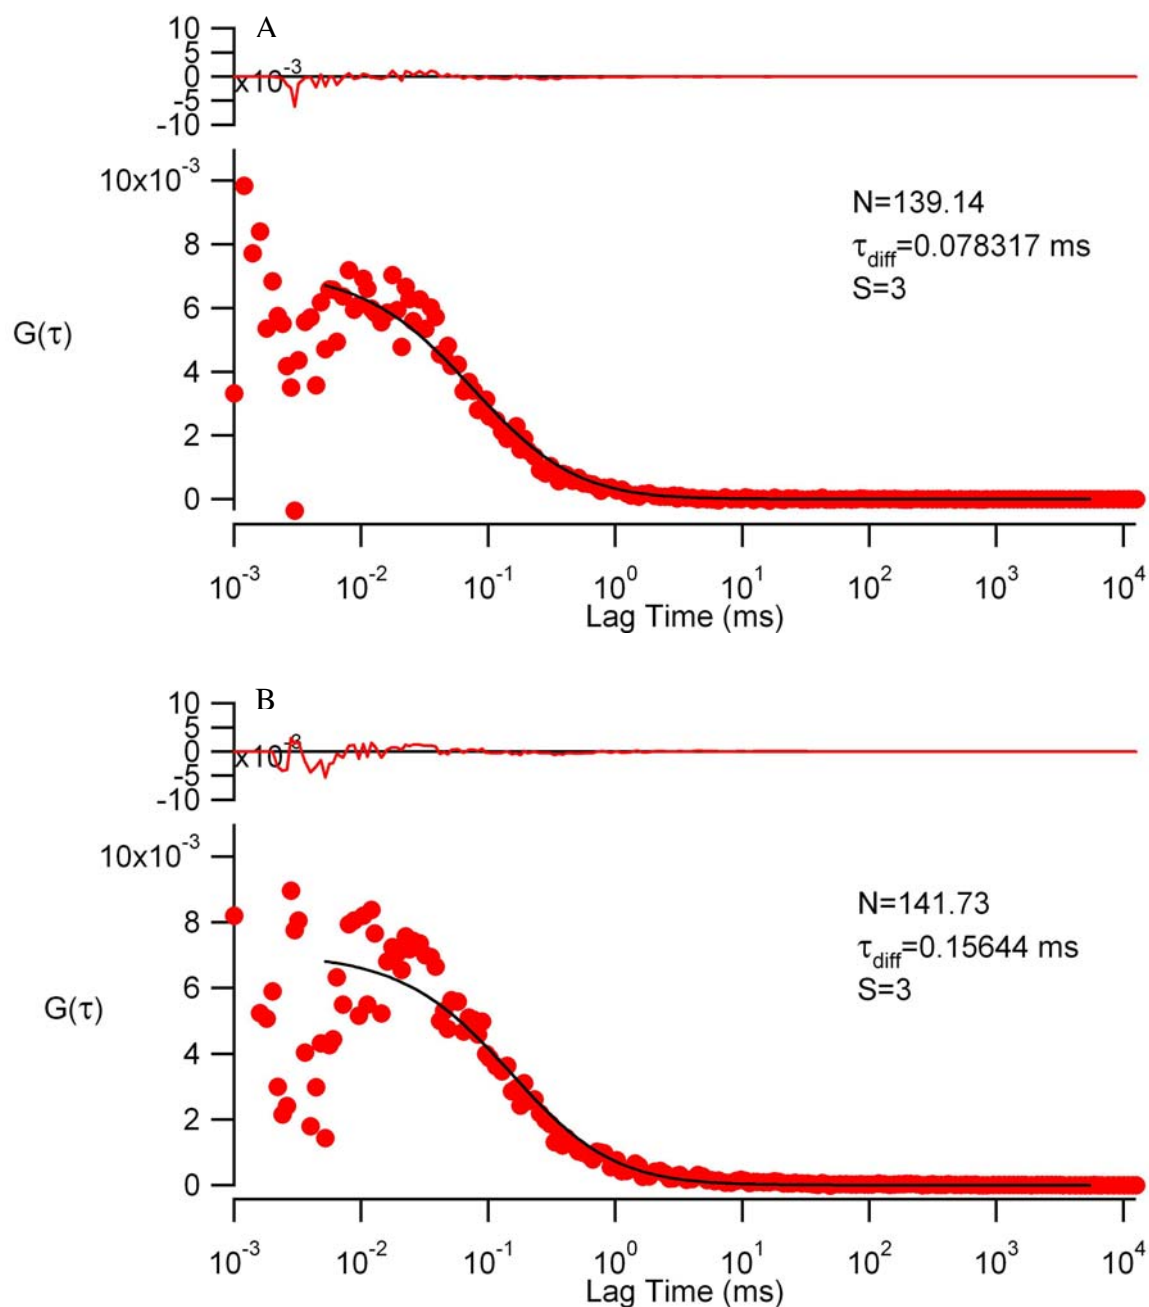 A
10
5
0
-5
-10
x10⁻³
10x10⁻³
8
6
4
2
0
G(τ)
N=139.14
τdiff=0.078317 ms
S=3
10⁻³ 10⁻² 10⁻¹ 10⁰ 10¹ 10² 10³ 10⁴
Lag Time (ms)
B
10
5
0
-5
-10
x10⁻³
10x10⁻³
8
6
4
2
0
G(τ)
N=141.73
τdiff=0.15644 ms
S=3
10⁻³ 10⁻² 10⁻¹ 10⁰ 10¹ 10² 10³ 10⁴
Lag Time (ms)